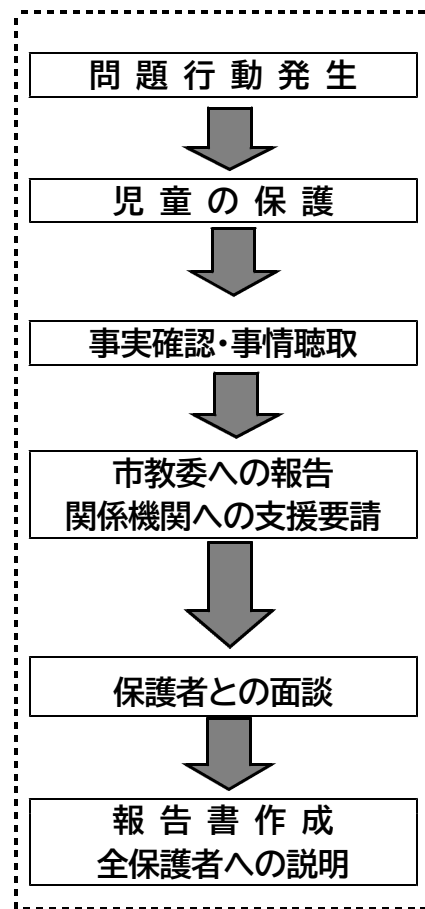 問題行動発生
児童の保護
事実確認・事情聴取
市教委への報告
関係機関への支援要請
保護者との面談
報告書作成
全保護者への説明